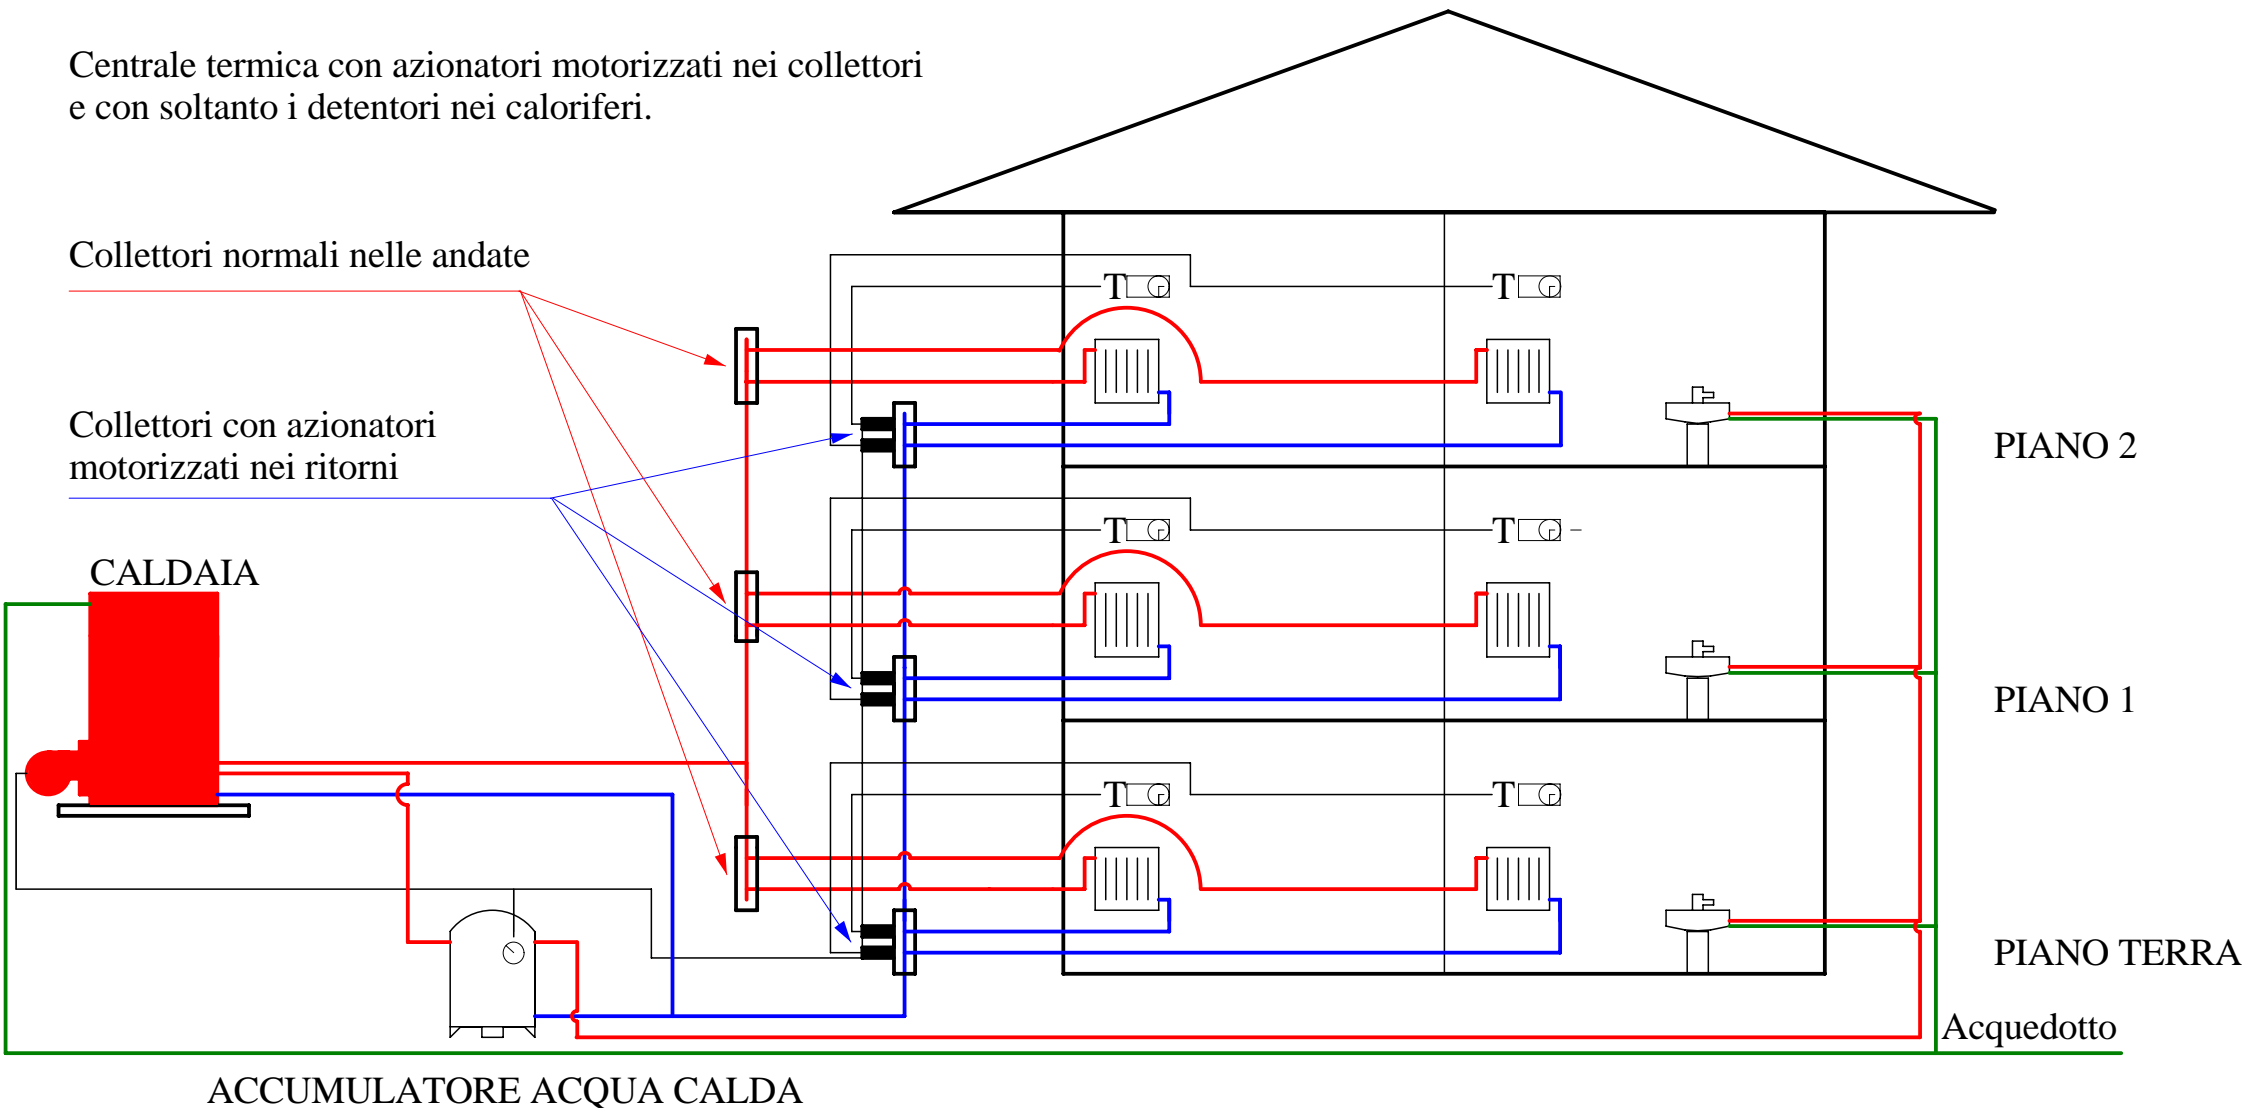 Centrale termica con azionatori motorizzati nei collettori
e con soltanto i detentori nei caloriferi.
Collettori normali nelle andate
T
T
Collettori con azionatori
motorizzati nei ritorni
PIANO 2
T
T
CALDAIA
PIANO 1
T
T
PIANO TERRA
Acquedotto
ACCUMULATORE ACQUA CALDA